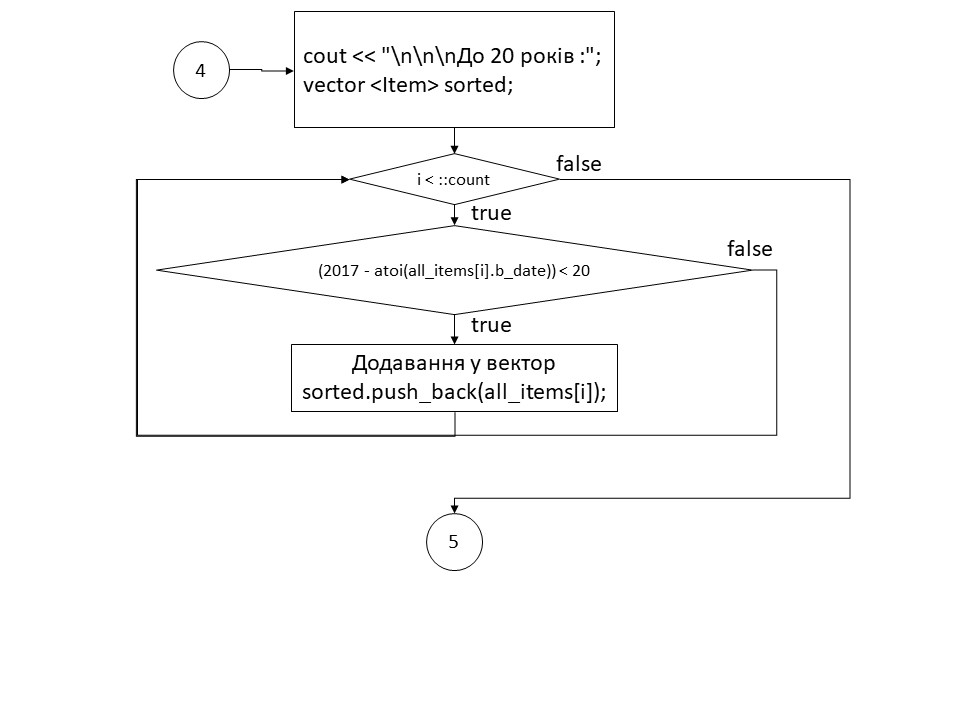 4
cout << "\n\n\nДо 20 років :";
vector <Item> sorted;
i < ::count
false
true
(2017 - atoi(all_items[i].b_date)) < 20
false
true
Додавання у вектор
sorted.push_back(all_items[i]);
5